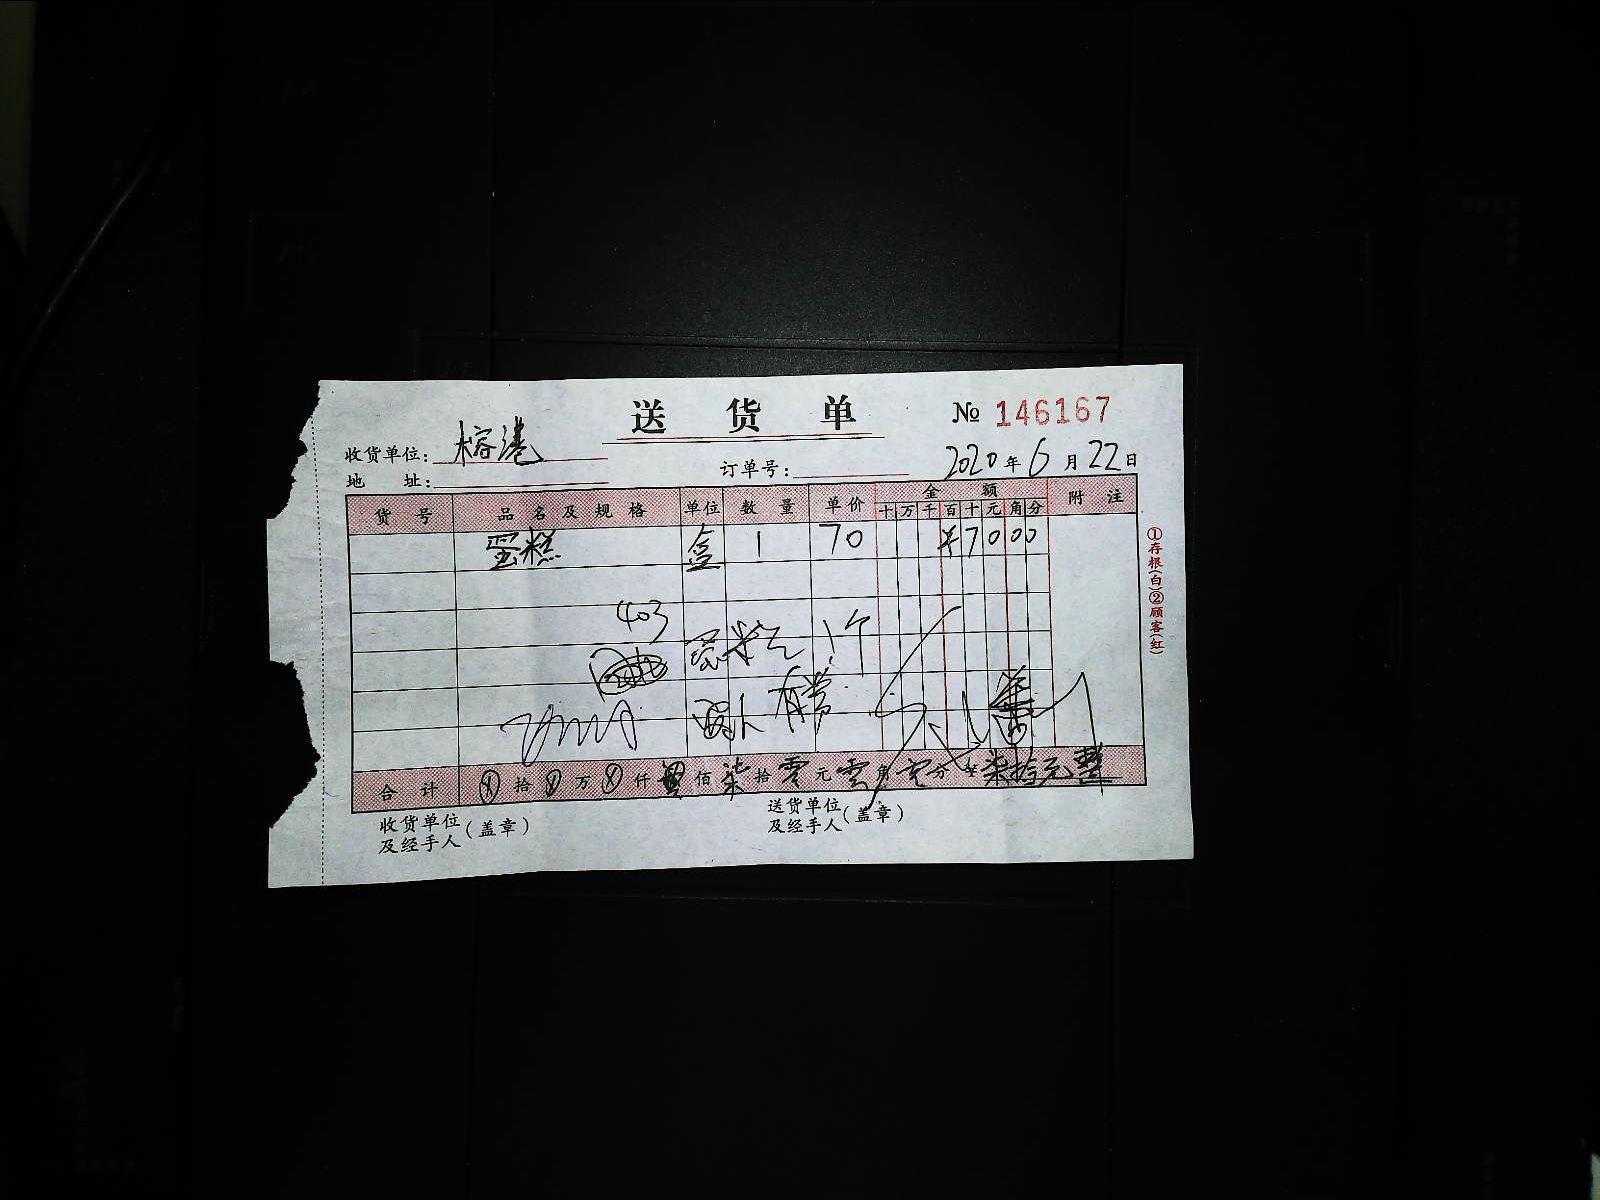 送货单 № 146167
收货单位: 榕港
地址: 订单号: 2020年6月22日
货号 品名及规格 单位 数量 单价 金额 附注
十万千百十元角分
蛋糕 盒 1 70 ¥7000
403
蛋糕 1个
合计 拾 万 仟 佰 柒拾零元零角零分 柒拾元整
收货单位及经手人(盖章) 送货单位及经手人(盖章)
①存根(白)②顾客(红)